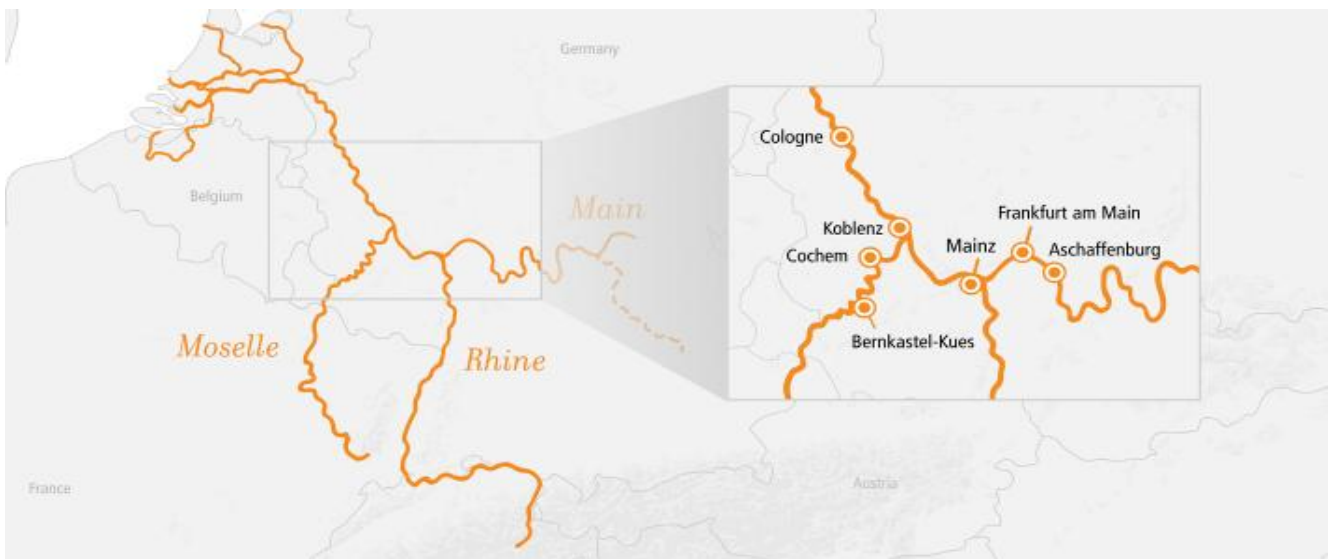 Germany
Belgium
Main
Moselle
Rhine
France
Austria
Cologne
Koblenz
Cochem
Mainz
Frankfurt am Main
Aschaffenburg
Bernkastel-Kues